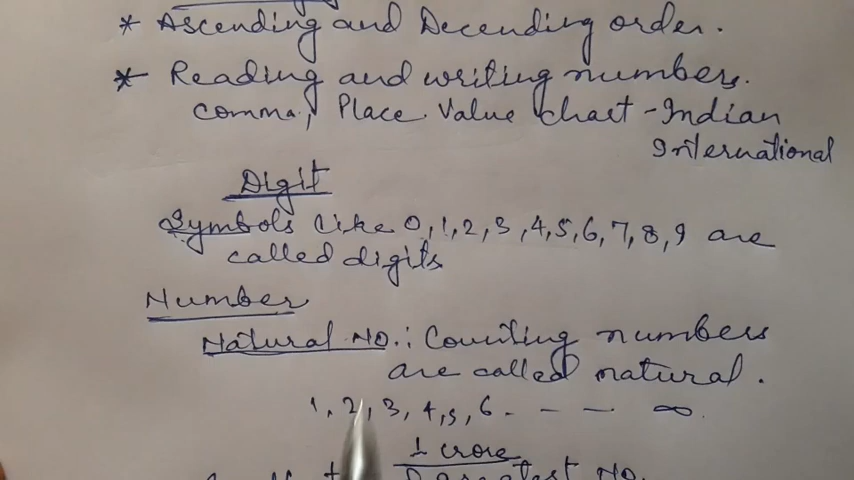 * Ascending and Decending order.
* Reading and writing numbers.
comma, Place Value chart - Indian
International
Digit
Symbols like 0, 1, 2, 3, 4, 5, 6, 7, 8, 9 are
called digits
Number
Natural No.: Counting numbers
are called natural.
1, 2, 3, 4, 5, 6 - - - ∞.
1 crore
No.